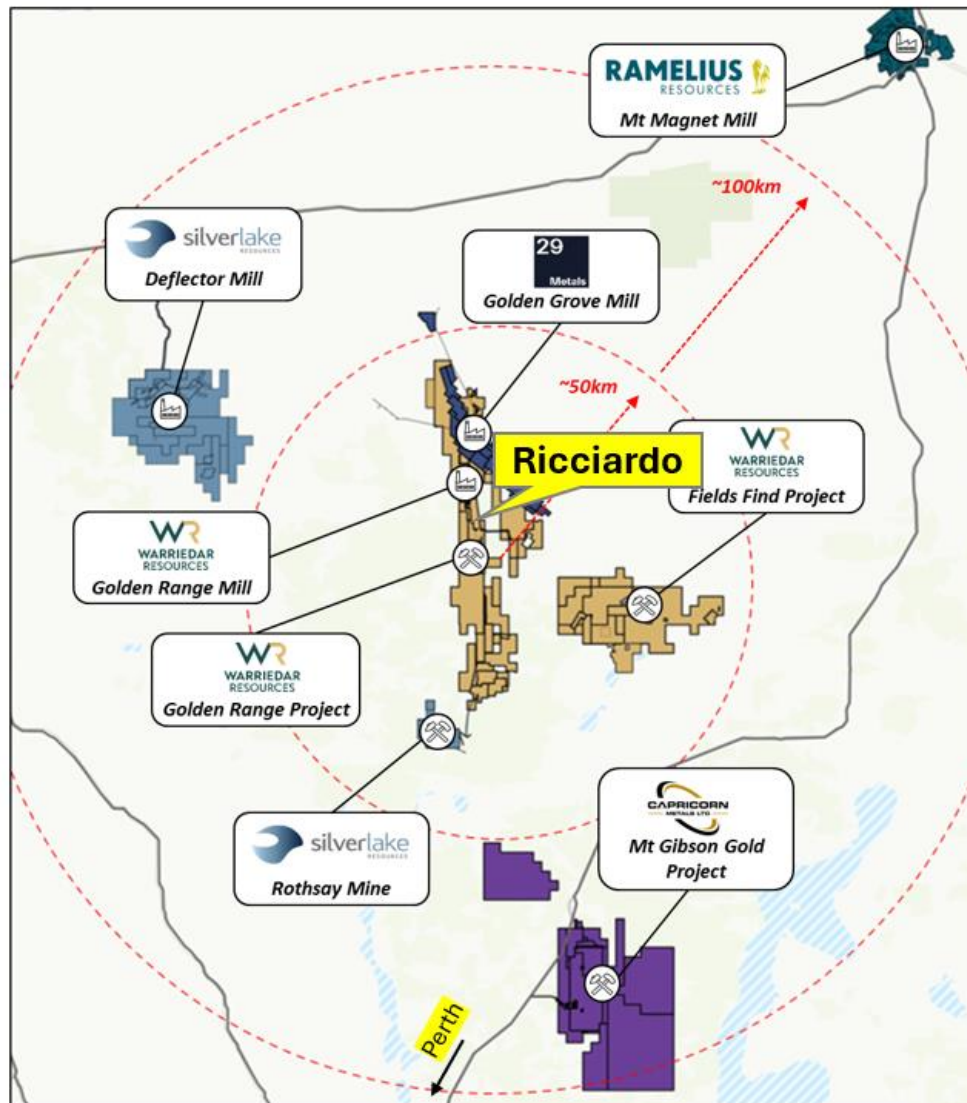 RAMELIUS
RESOURCES
Mt Magnet Mill
~100km
silverlake
RESOURCES
Deflector Mill
29
Metals
Golden Grove Mill
~50km
Ricciardo
WR
WARRIEDAR
RESOURCES
Fields Find Project
WR
WARRIEDAR
RESOURCES
Golden Range Mill
WR
WARRIEDAR
RESOURCES
Golden Range Project
silverlake
RESOURCES
Rothsay Mine
CAPRICORN
METALS LTD
Mt Gibson Gold
Project
Perth